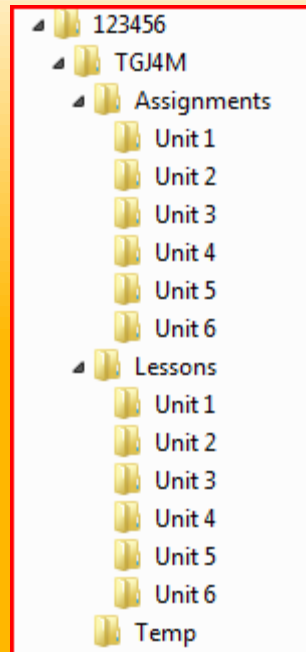 123456
TGJ4M
Assignments
Unit 1
Unit 2
Unit 3
Unit 4
Unit 5
Unit 6
Lessons
Unit 1
Unit 2
Unit 3
Unit 4
Unit 5
Unit 6
Temp